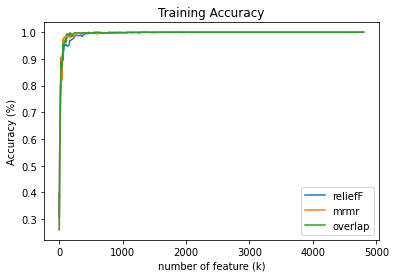 Training Accuracy
Accuracy (%)
1.0
0.9
0.8
0.7
0.6
0.5
0.4
0.3
reliefF
mrmr
overlap
0 1000 2000 3000 4000 5000
number of feature (k)